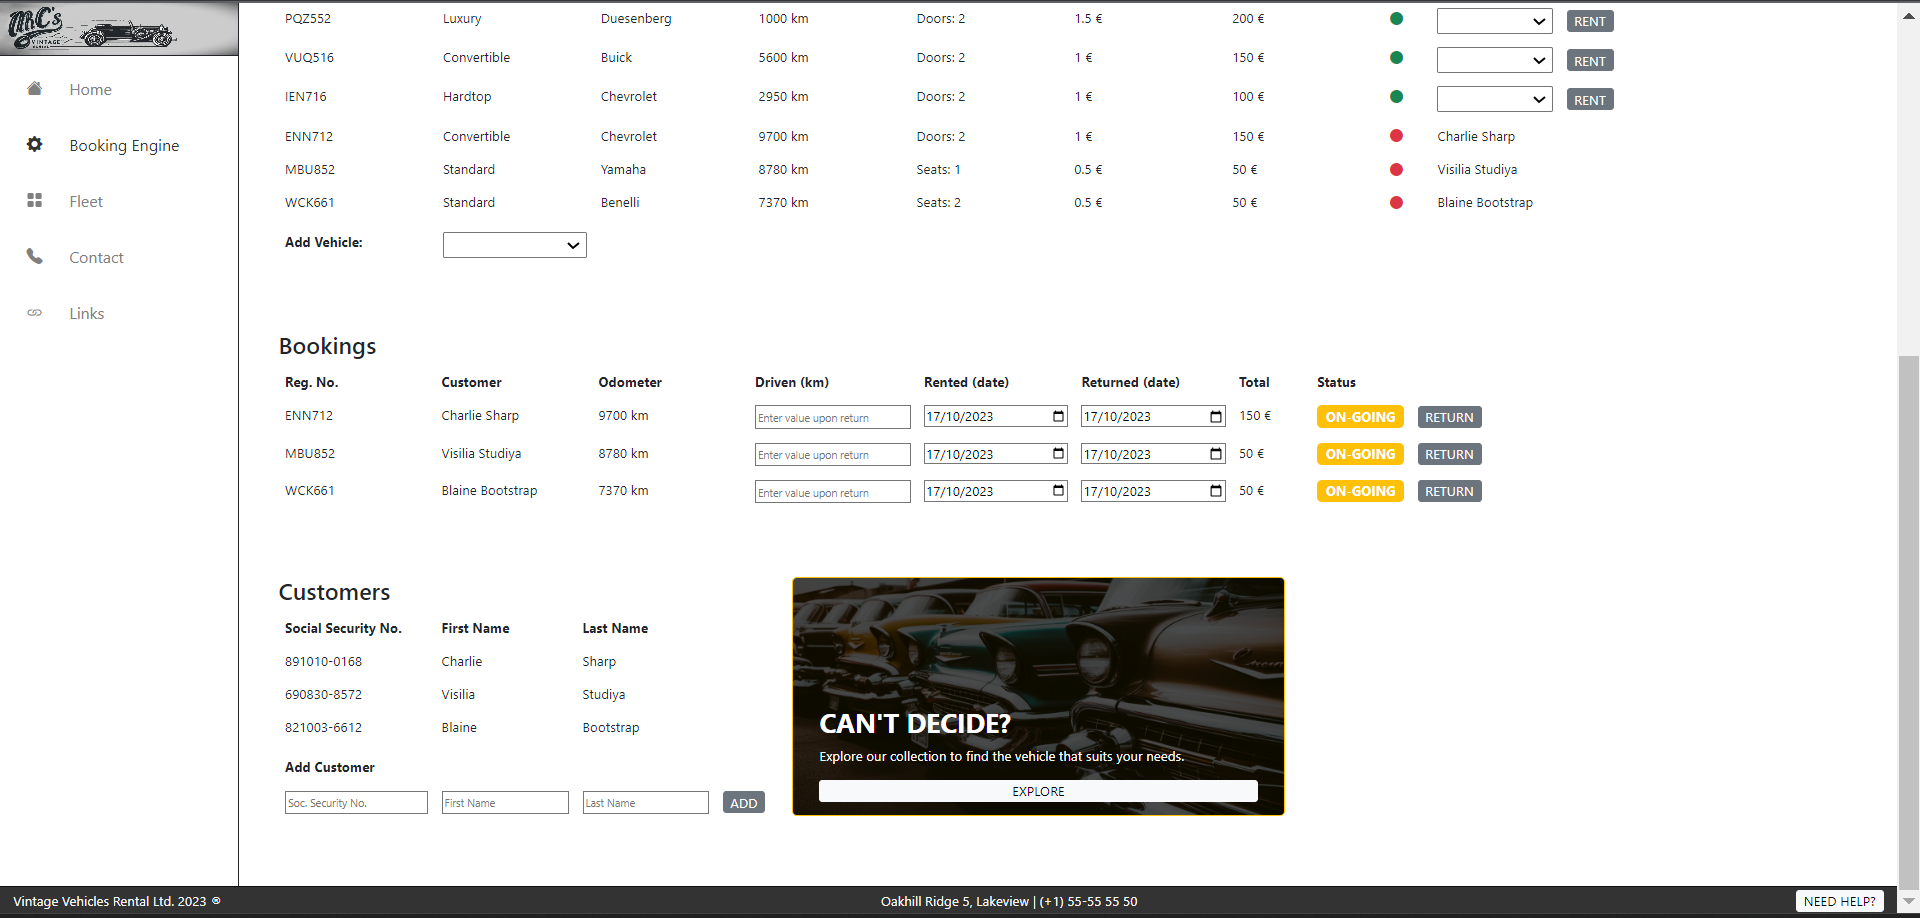 MC's
VINTAGE
RENTAL
Home
Booking Engine
Fleet
Contact
Links
PQZ552 Luxury Duesenberg 1000 km Doors: 2 1.5 € 200 € RENT
VUQ516 Convertible Buick 5600 km Doors: 2 1 € 150 € RENT
IEN716 Hardtop Chevrolet 2950 km Doors: 2 1 € 100 € RENT
ENN712 Convertible Chevrolet 9700 km Doors: 2 1 € 150 € Charlie Sharp
MBU852 Standard Yamaha 8780 km Seats: 1 0.5 € 50 € Visilia Studiya
WCK661 Standard Benelli 7370 km Seats: 2 0.5 € 50 € Blaine Bootstrap
Add Vehicle:
Bookings
Reg. No. Customer Odometer Driven (km) Rented (date) Returned (date) Total Status
ENN712 Charlie Sharp 9700 km Enter value upon return 17/10/2023 17/10/2023 150 € ON-GOING RETURN
MBU852 Visilia Studiya 8780 km Enter value upon return 17/10/2023 17/10/2023 50 € ON-GOING RETURN
WCK661 Blaine Bootstrap 7370 km Enter value upon return 17/10/2023 17/10/2023 50 € ON-GOING RETURN
Customers
Social Security No. First Name Last Name
891010-0168 Charlie Sharp
690830-8572 Visilia Studiya
821003-6612 Blaine Bootstrap
Add Customer
Soc. Security No. First Name Last Name ADD
CAN'T DECIDE?
Explore our collection to find the vehicle that suits your needs.
EXPLORE
Vintage Vehicles Rental Ltd. 2023 ® Oakhill Ridge 5, Lakeview | (+1) 55-55 55 50 NEED HELP?